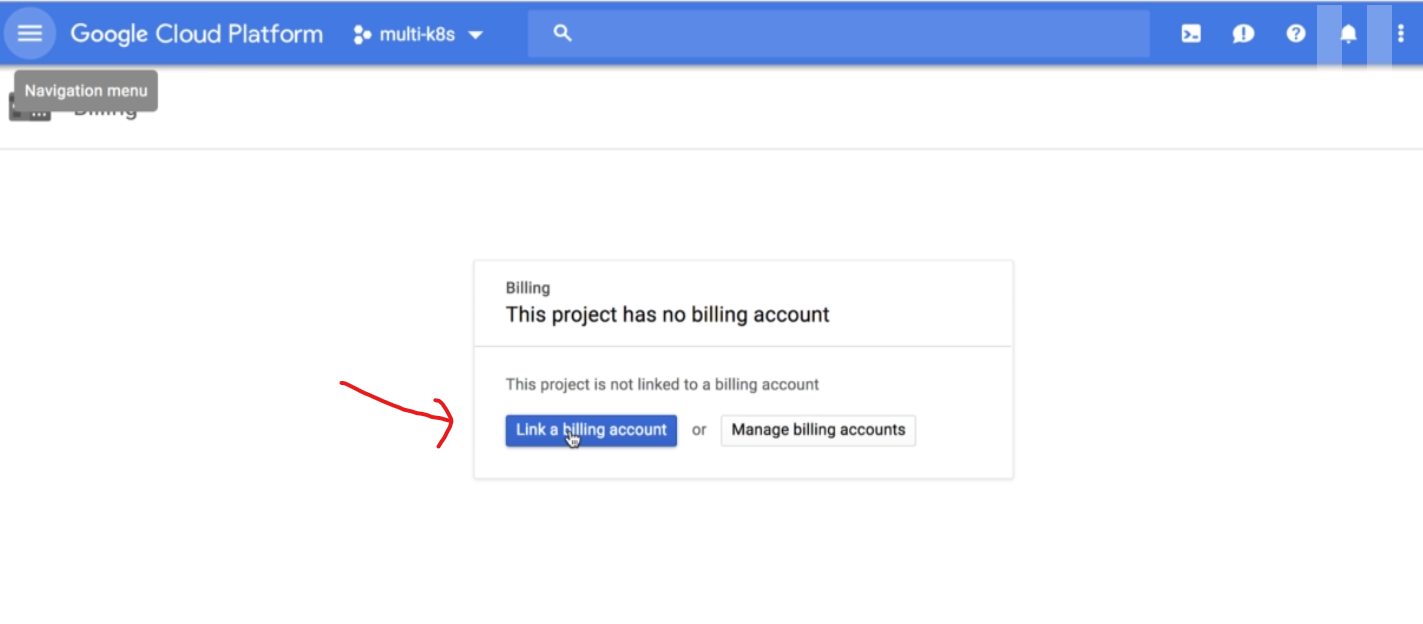 Google Cloud Platform multi-k8s
Navigation menu
Billing
Billing
This project has no billing account
This project is not linked to a billing account
Link a billing account or Manage billing accounts